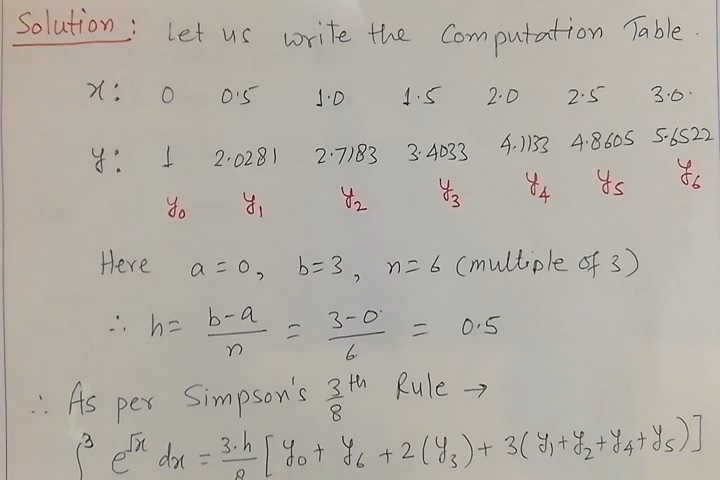 Solution: Let us write the Computation Table.
x: 0 0.5 1.0 1.5 2.0 2.5 3.0.
y: 1 2.0281 2.7183 3.4033 4.1133 4.8605 5.6522
y₀ y₁ y₂ y₃ y₄ y₅ y₆
Here a = 0, b = 3, n = 6 (multiple of 3)
∴ h = b-a/n = 3-0/6 = 0.5
∴ As per Simpson's 3/8 th Rule →
∫³ e^√x dx = 3.h/8 [y₀ + y₆ + 2(y₃) + 3(y₁+y₂+y₄+y₅)]